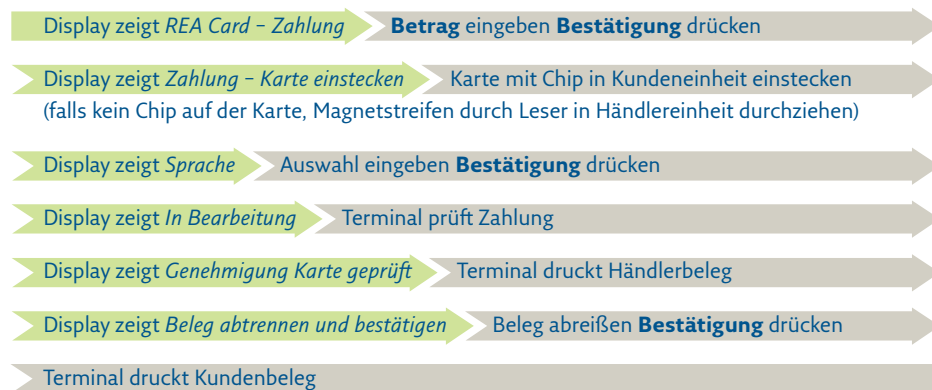 Display zeigt REA Card – Zahlung Betrag eingeben Bestätigung drücken
Display zeigt Zahlung – Karte einstecken Karte mit Chip in Kundeneinheit einstecken
(falls kein Chip auf der Karte, Magnetstreifen durch Leser in Händlereinheit durchziehen)
Display zeigt Sprache Auswahl eingeben Bestätigung drücken
Display zeigt In Bearbeitung Terminal prüft Zahlung
Display zeigt Genehmigung Karte geprüft Terminal druckt Händlerbeleg
Display zeigt Beleg abtrennen und bestätigen Beleg abreißen Bestätigung drücken
Terminal druckt Kundenbeleg